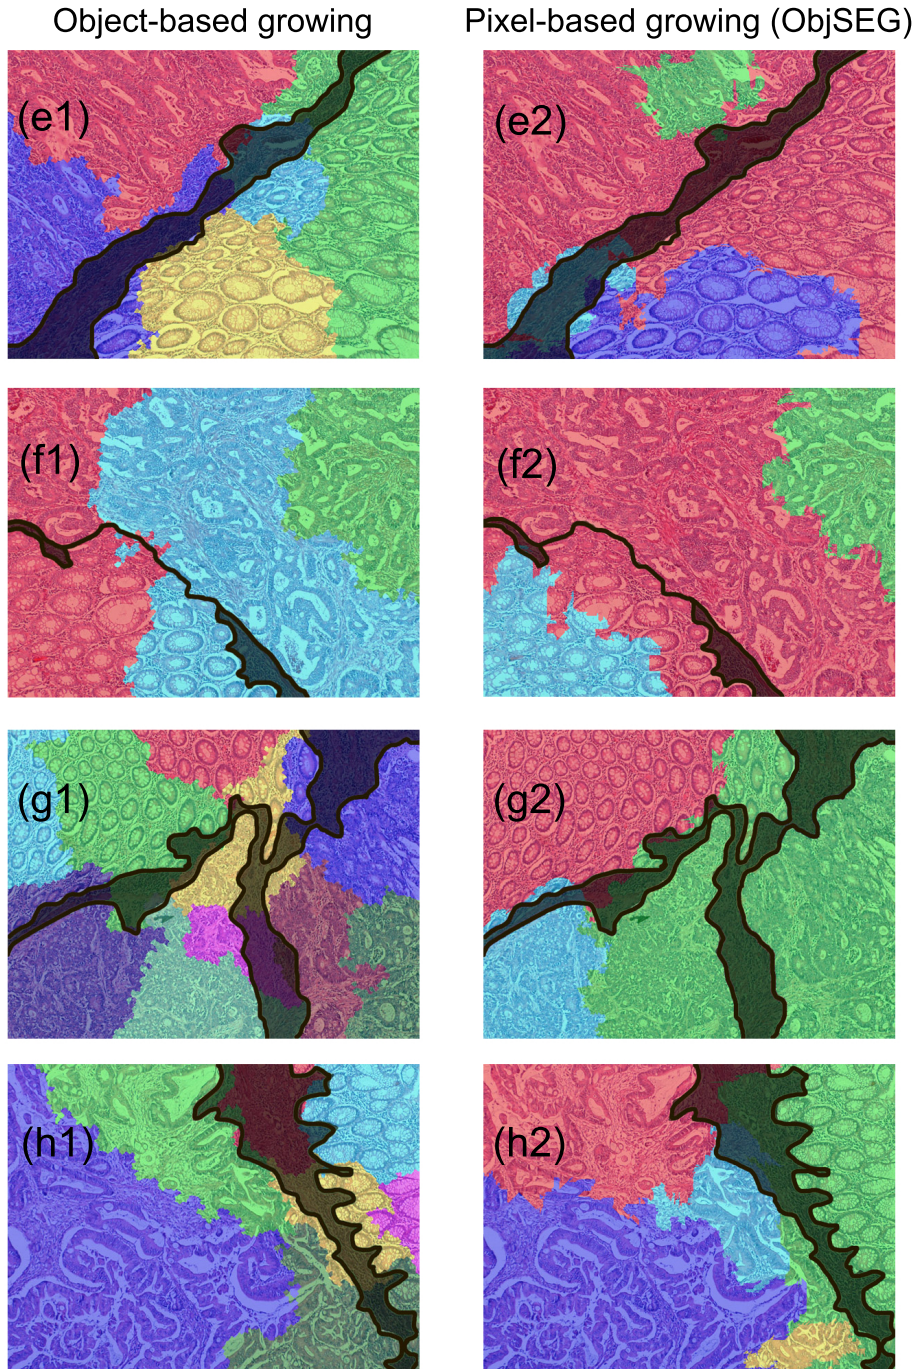 Object-based growing
Pixel-based growing (ObjSEG)
(e1)
(e2)
(f1)
(f2)
(g1)
(g2)
(h1)
(h2)